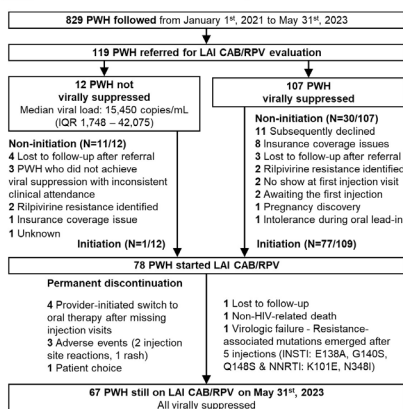 829 PWH followed from January 1st, 2021 to May 31st, 2023
119 PWH referred for LAI CAB/RPV evaluation
12 PWH not
virally suppressed
Median viral load: 15,450 copies/mL
(IQR 1,748 – 42,075)
107 PWH
virally suppressed
Non-initiation (N=11/12)
4 Lost to follow-up after referral
3 PWH who did not achieve
viral suppression with inconsistent
clinical attendance
2 Rilpivirine resistance identified
1 Insurance coverage issue
1 Unknown
Non-initiation (N=30/107)
11 Subsequently declined
8 Insurance coverage issues
3 Lost to follow-up after referral
2 Rilpivirine resistance identified
2 No show at first injection visit
2 Awaiting the first injection
1 Pregnancy discovery
1 Intolerance during oral lead-in
Initiation (N=1/12)
Initiation (N=77/109)
78 PWH started LAI CAB/RPV
Permanent discontinuation
4 Provider-initiated switch to
oral therapy after missing
injection visits
3 Adverse events (2 injection
site reactions, 1 rash)
1 Patient choice
1 Lost to follow-up
1 Non-HIV-related death
1 Virologic failure - Resistance-
associated mutations emerged after
5 injections (INSTI: E138A, G140S,
Q148S & NNRTI: K101E, N348I)
67 PWH still on LAI CAB/RPV on May 31st, 2023
All virally suppressed